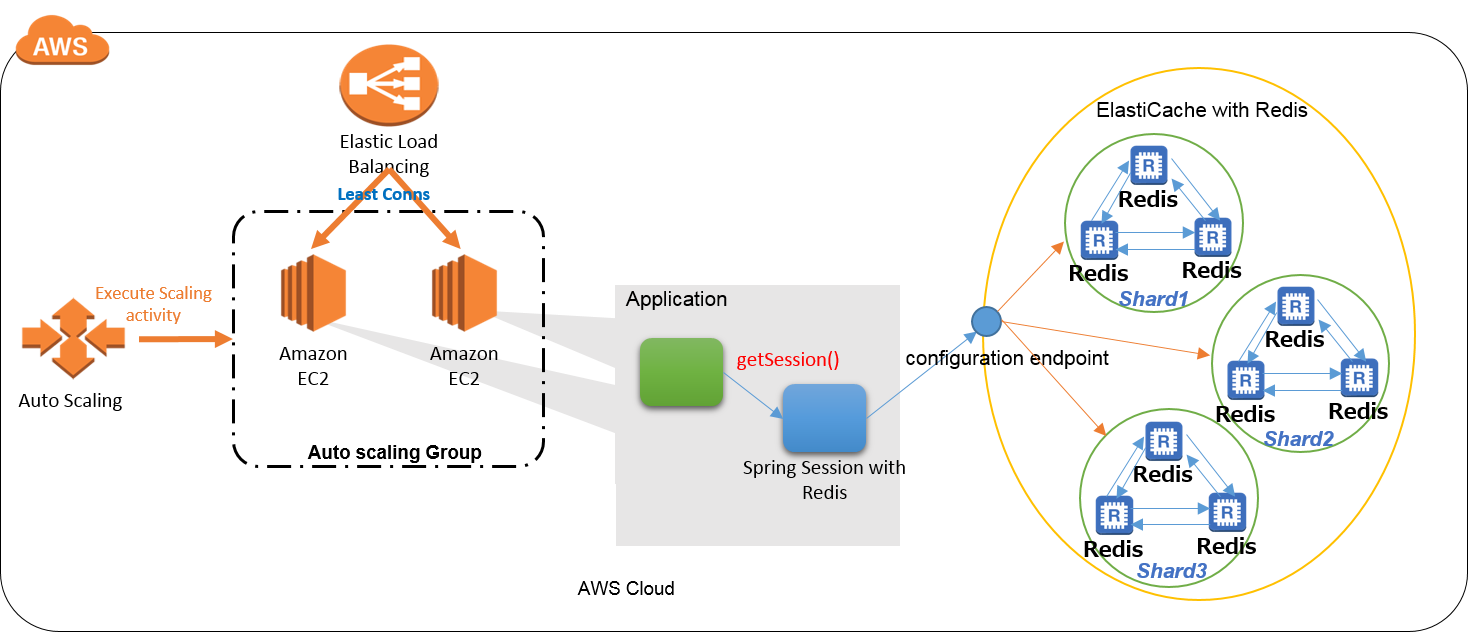 AWS
Elastic Load
Balancing
Least Conns
Execute Scaling
activity
Auto Scaling
Amazon
EC2
Amazon
EC2
Auto scaling Group
Application
getSession()
Spring Session with
Redis
configuration endpoint
ElastiCache with Redis
R
Redis
R
Redis
R
Redis
Shard1
R
Redis
R
Redis
R
Redis
Shard2
R
Redis
R
Redis
R
Redis
Shard3
AWS Cloud